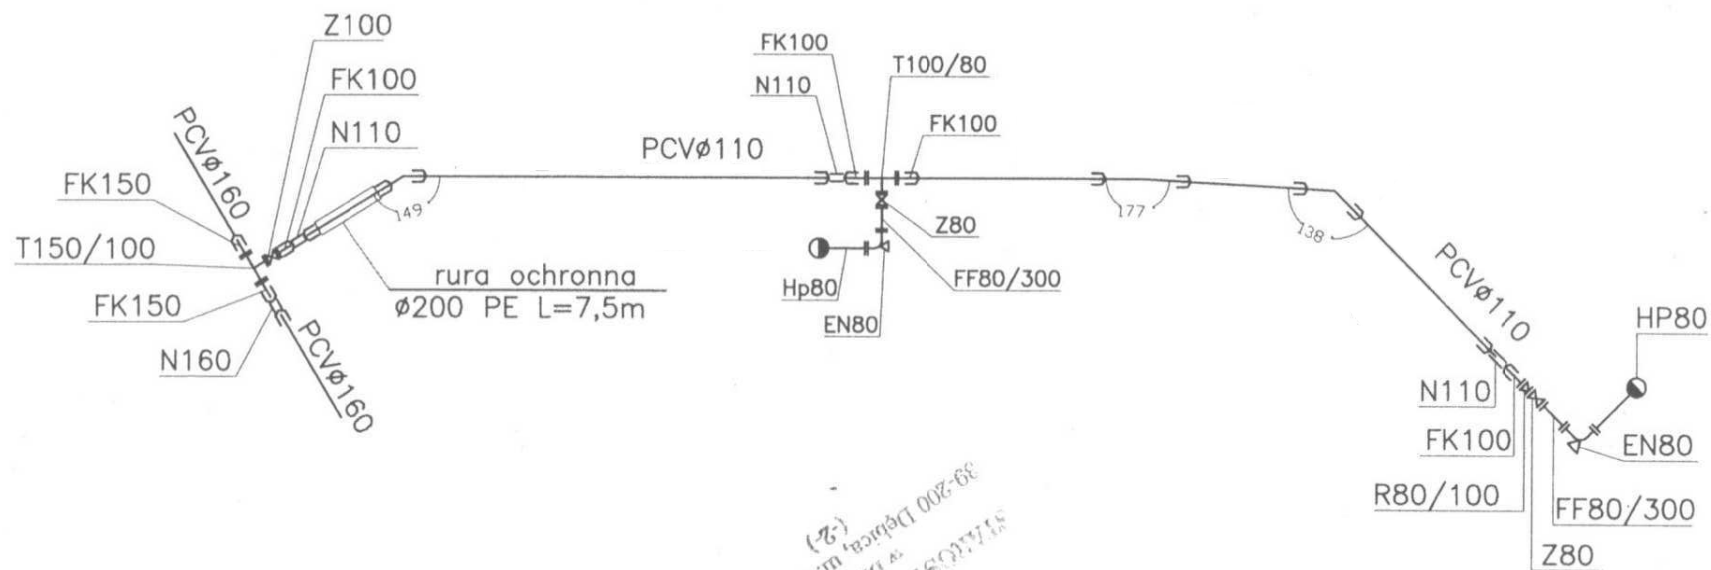 Z100
FK100
N110
PCVø160
FK150
T150/100
FK150
N160
PCVø160
149
rura ochronna
ø200 PE L=7,5m
PCVø110
FK100
N110
T100/80
FK100
Z80
FF80/300
Hp80
EN80
177
138
PCVø110
HP80
N110
FK100
R80/100
EN80
FF80/300
Z80
39-200 Dębica, ul.
(-2-)